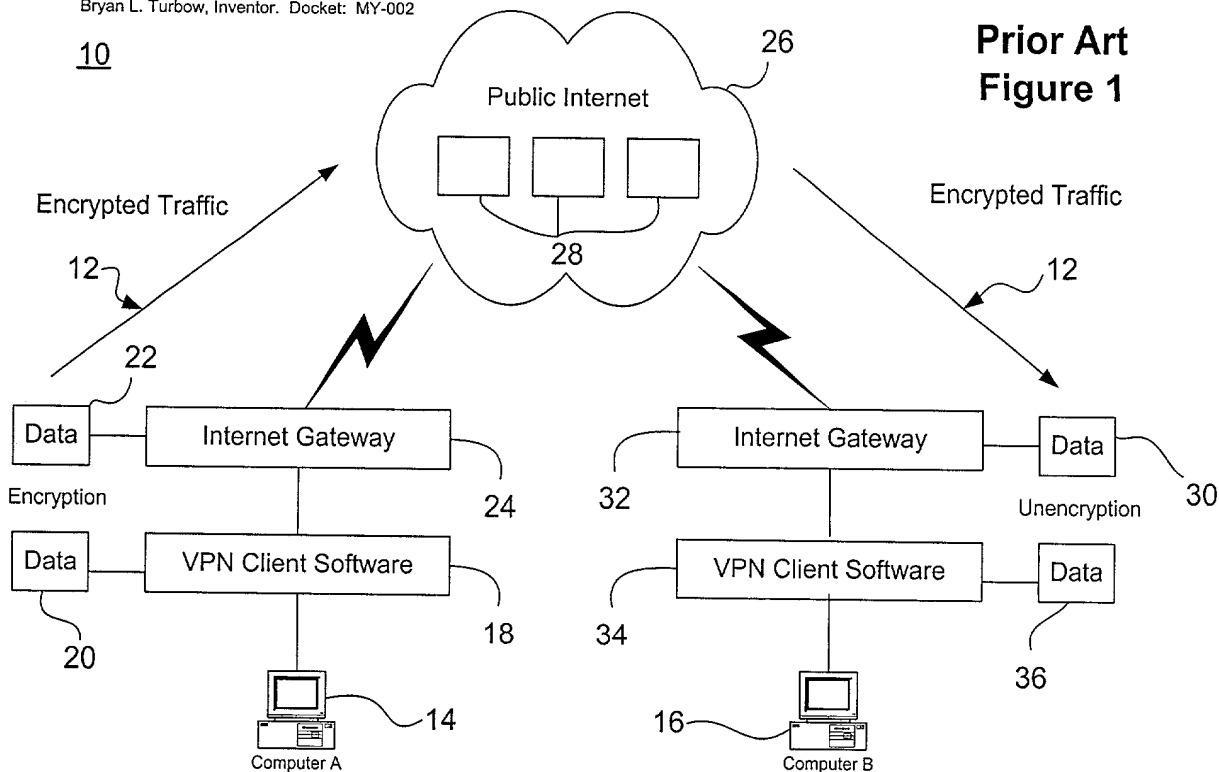 Bryan L. Turbow, Inventor. Docket: MY-002
10
Prior Art
Figure 1
26
Public Internet
28
Encrypted Traffic
12
Encrypted Traffic
12
22
Data
Internet Gateway
24
Encryption
Data
VPN Client Software
18
20
14
Computer A
32
Internet Gateway
Data
30
Unencryption
34
VPN Client Software
Data
36
16
Computer B